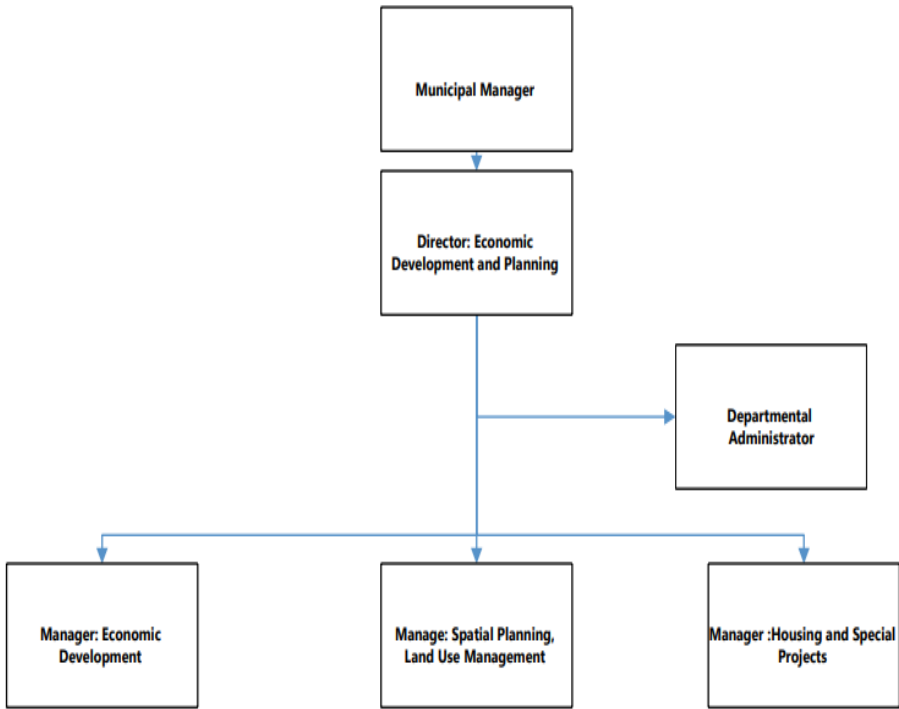 Municipal Manager
Director: Economic
Development and Planning
Departmental
Administrator
Manager: Economic
Development
Manage: Spatial Planning,
Land Use Management
Manager :Housing and Special
Projects